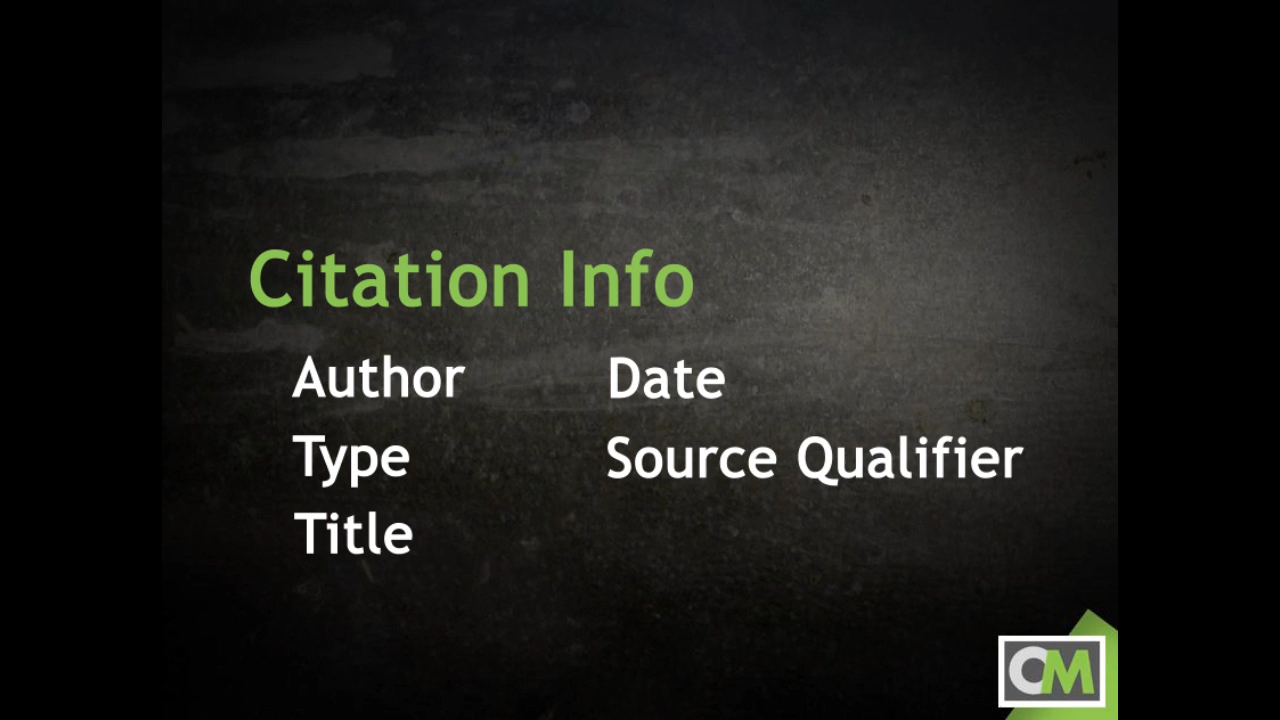 Citation Info
Author
Type
Title
Date
Source Qualifier
CM